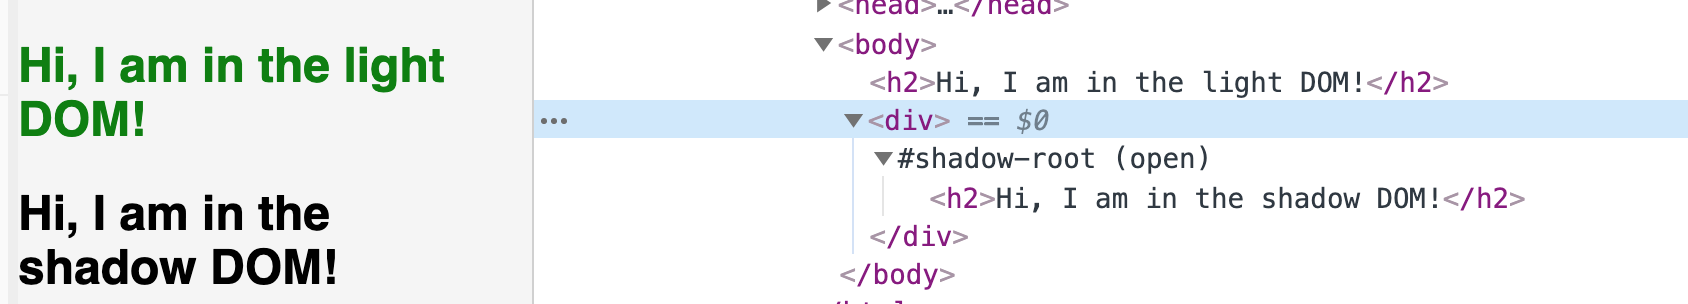 Hi, I am in the light
DOM!
Hi, I am in the
shadow DOM!
<head>…</head>
<body>
<h2>Hi, I am in the light DOM!</h2>
<div> == $0
#shadow-root (open)
<h2>Hi, I am in the shadow DOM!</h2>
</div>
</body>